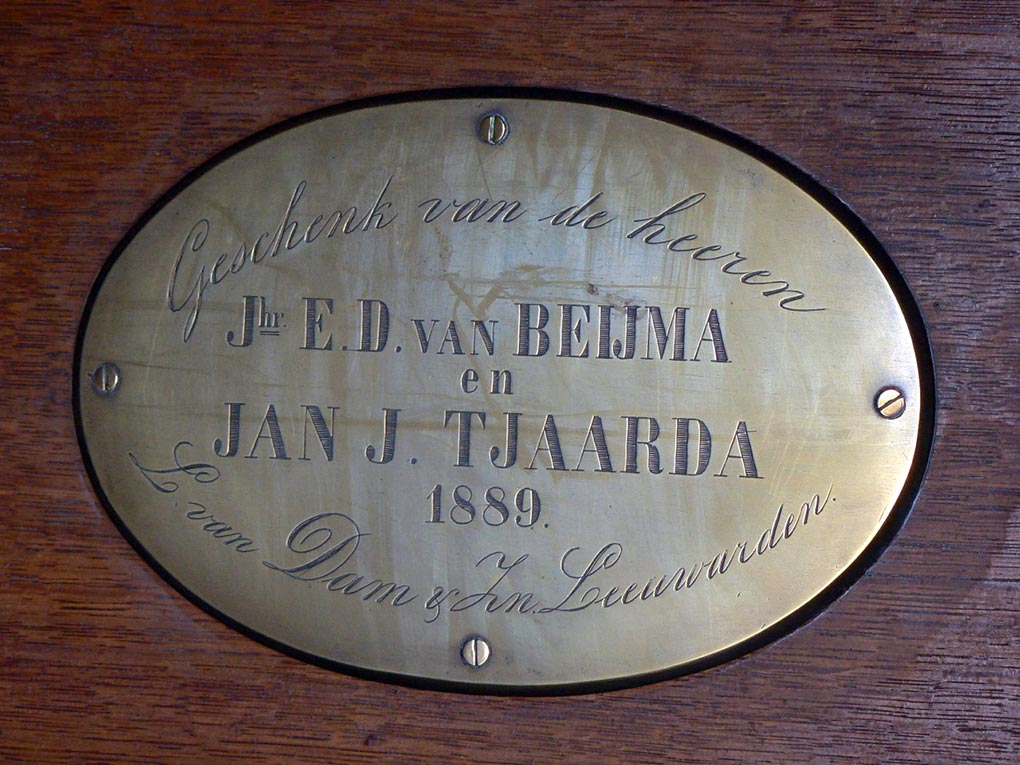 Geschenk van de heeren
Jhr. E.D. VAN BEIJMA
en
JAN J. TJAARDA
1889.
L. van Dam & Zn. Leeuwarden.